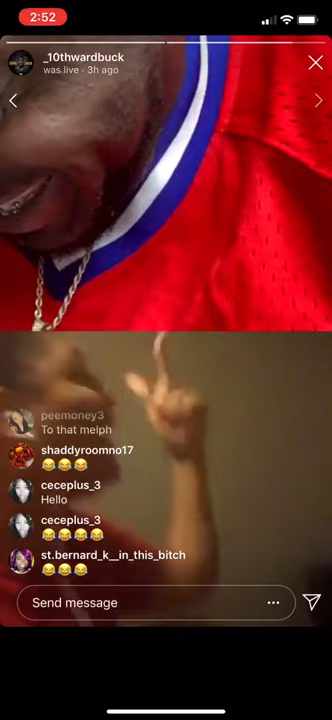 2:52
_10thwardbuck
was live · 3h ago
peemoney3
To that melph
shaddyroomno17
😂😂😂
ceceplus_3
Hello
ceceplus_3
😂😂😂😂
st.bernard_k__in_this_bitch
😂😂😂
Send message